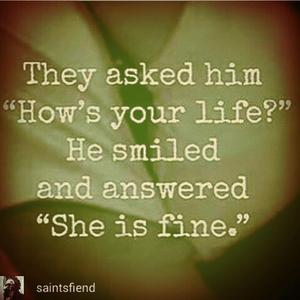 They asked him
“How’s your life?”
He smiled
and answered
“She is fine.”
saintsfiend